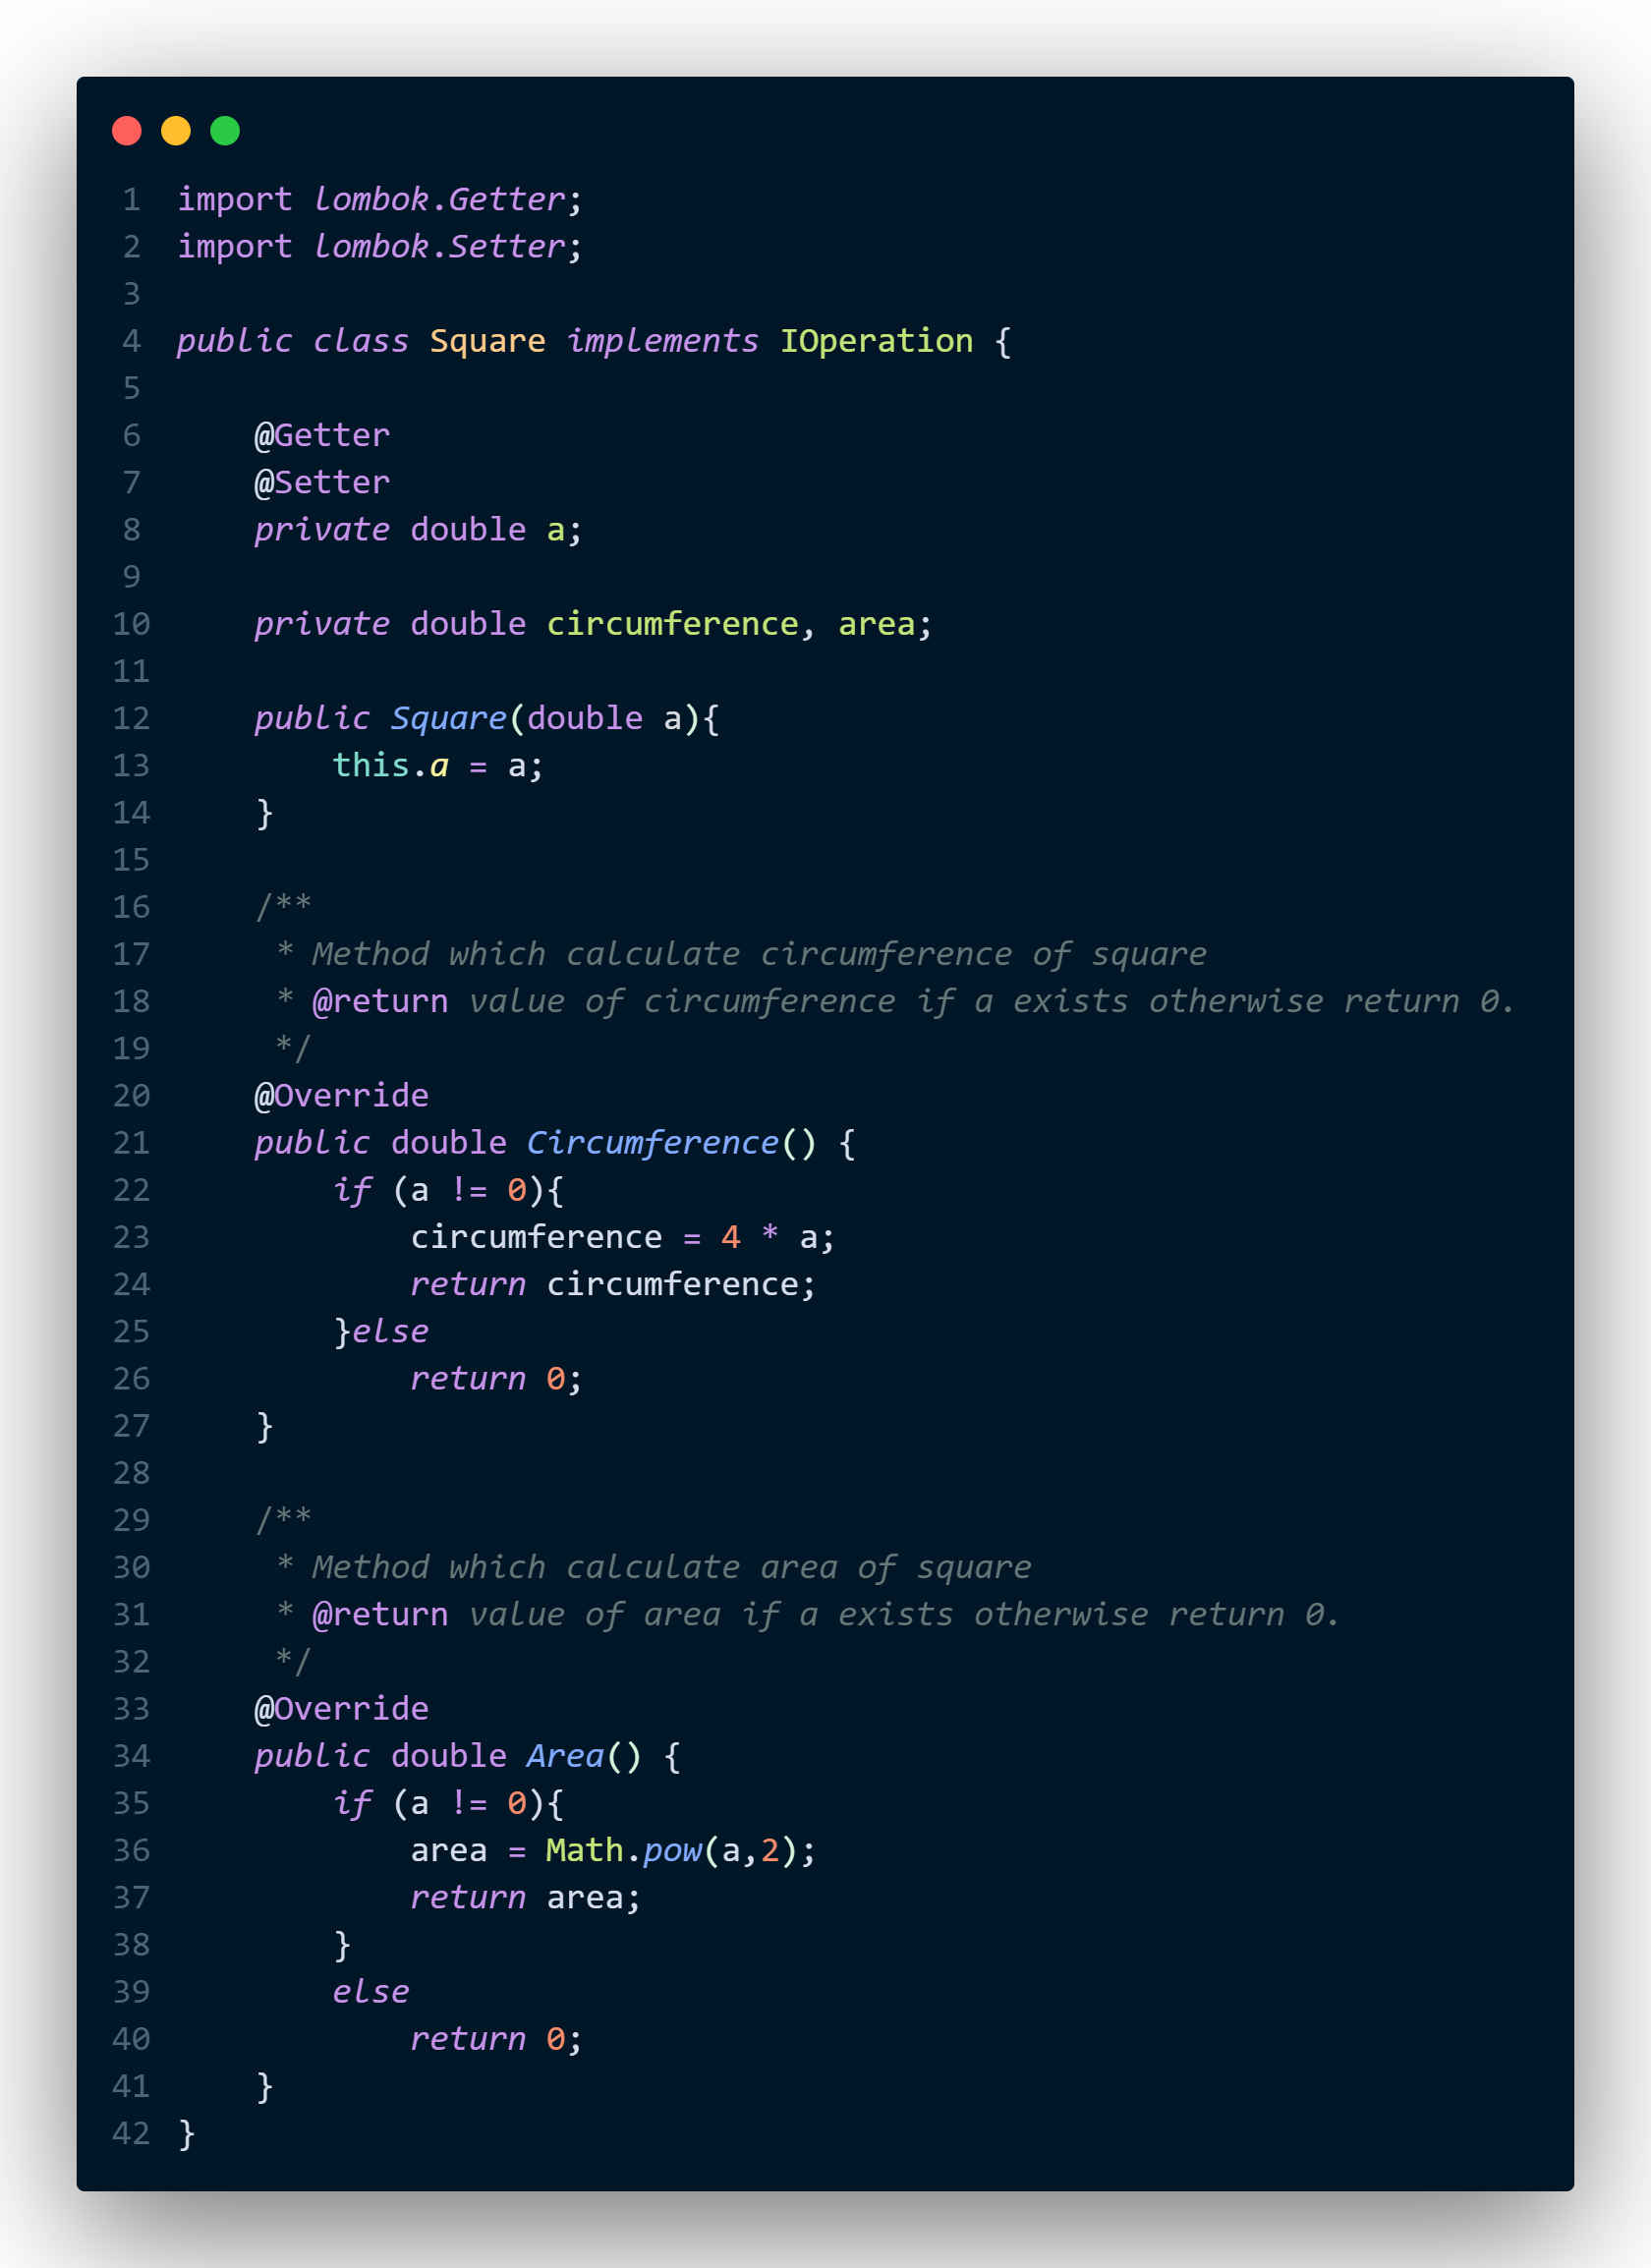 1 import lombok.Getter;
2 import lombok.Setter;
3
4 public class Square implements IOperation {
5
6     @Getter
7     @Setter
8     private double a;
9
10     private double circumference, area;
11
12     public Square(double a){
13         this.a = a;
14     }
15
16     /**
17      * Method which calculate circumference of square
18      * @return value of circumference if a exists otherwise return 0.
19      */
20     @Override
21     public double Circumference() {
22         if (a != 0){
23             circumference = 4 * a;
24             return circumference;
25         }else
26             return 0;
27     }
28
29     /**
30      * Method which calculate area of square
31      * @return value of area if a exists otherwise return 0.
32      */
33     @Override
34     public double Area() {
35         if (a != 0){
36             area = Math.pow(a,2);
37             return area;
38         }
39         else
40             return 0;
41     }
42 }